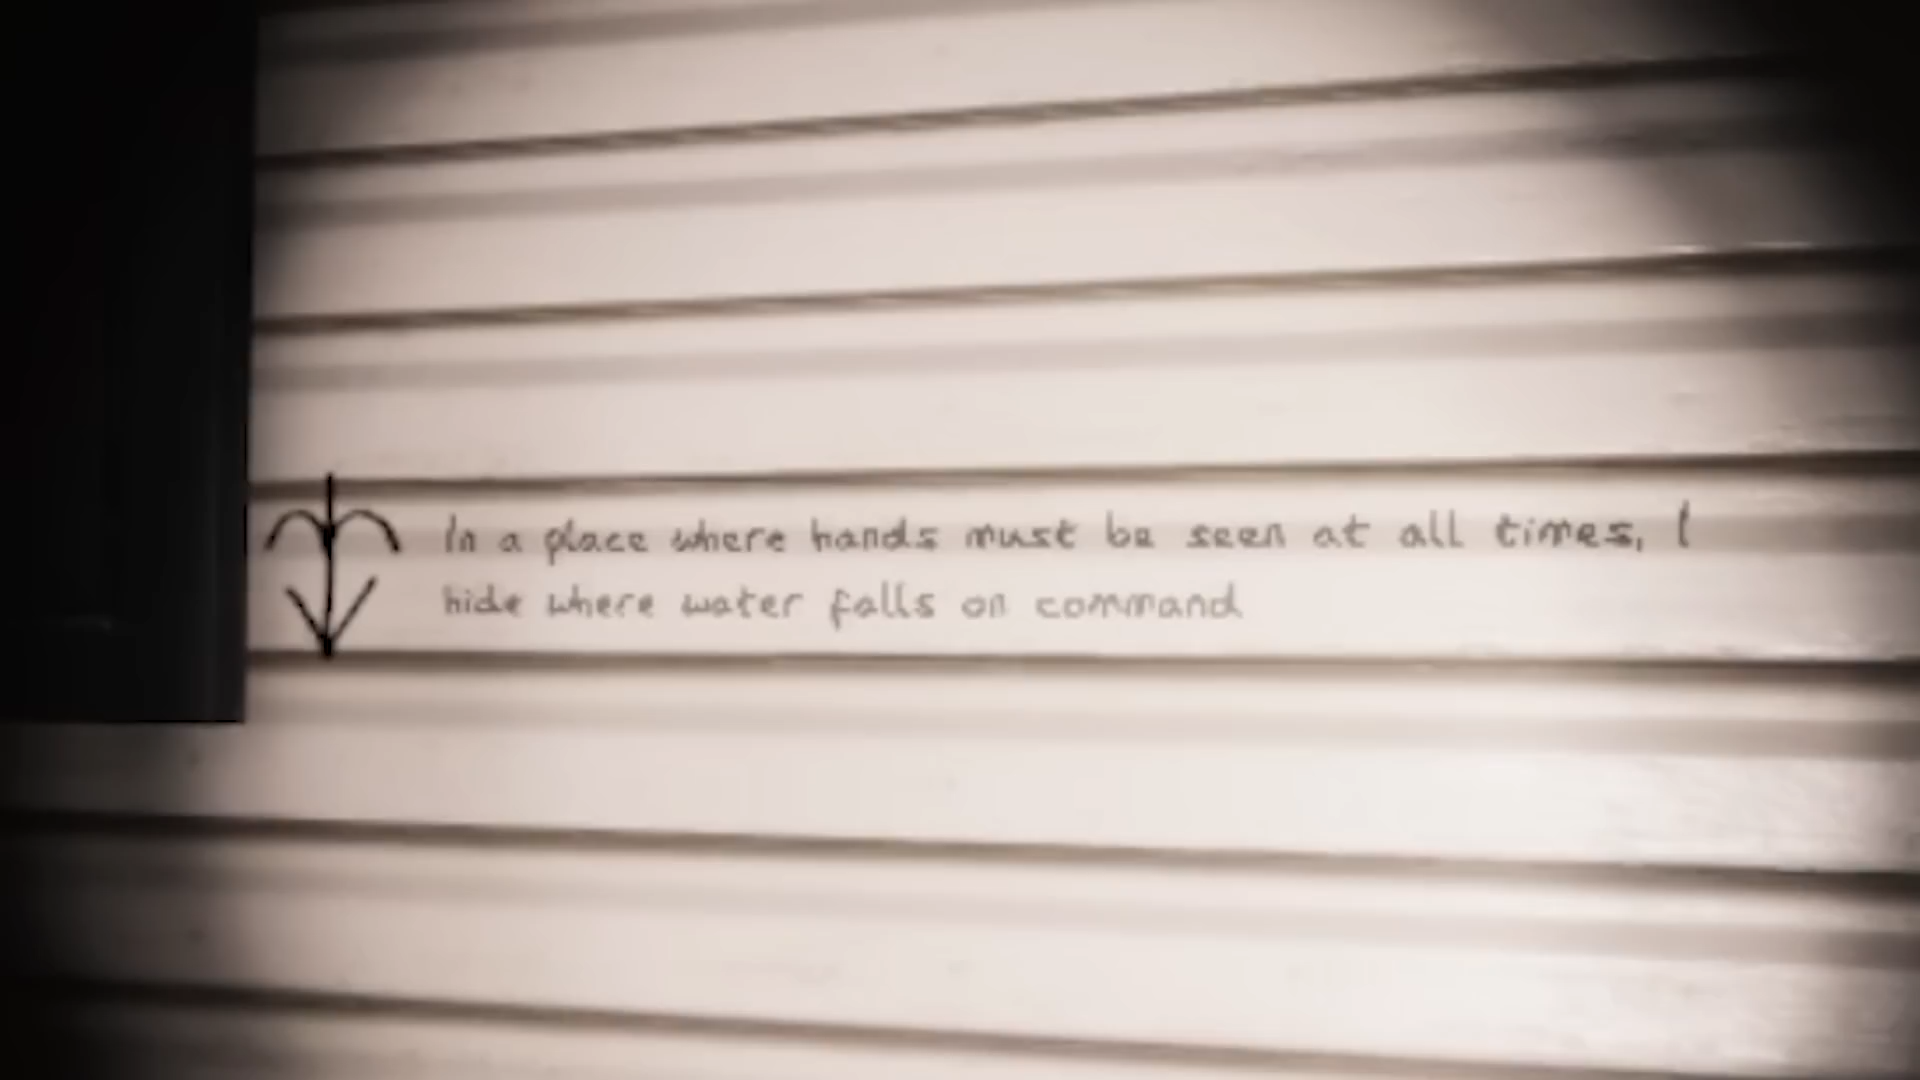 In a place where hands must be seen at all times, I
hide where water falls on command